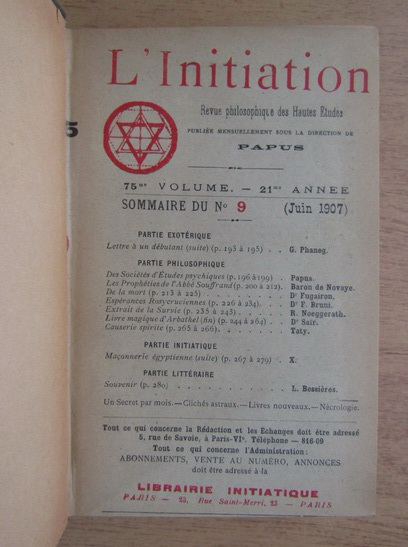 L'Initiation
Revue philosophique des Hautes Études
PUBLIÉE MENSUELLEMENT SOUS LA DIRECTION DE
PAPUS
5
75me VOLUME. — 21me ANNEE
SOMMAIRE DU No 9 (Juin 1907)
PARTIE EXOTÉRIQUE
Lettre à un débutant (suite) (p. 193 à 195) . . G. Phaneg.
PARTIE PHILOSOPHIQUE
Des Sociétés d'Études psychiques (p. 196 à 199) . Papus.
Les Prophéties de l'Abbé Souffrand (p. 200 à 212). Baron de Novaye.
De la mort (p. 213 à 225) . . . . . Dr Fugairon.
Espérances Rosycruciennes (p. 226 à 234). . Dr F. Bruni.
Extrait de la Survie (p. 235 à 243) . . . R. Noeggerath.
Livre magique d'Arbathel (fin) (p. 244 à 264) . . Dr Sair.
Causerie spirite (p. 265 à 266). . . . . Taty.
PARTIE INITIATIQUE
Maçonnerie égyptienne (suite) (p. 267 à 279) . X.
PARTIE LITTÉRAIRE
Souvenir (p. 280) . . . . . . . . L. Bessières.
Un Secret par mois. — Clichés astraux. — Livres nouveaux. — Nécrologie.
Tout ce qui concerne la Rédaction et les Échanges doit être adressé
5, rue de Savoie, à Paris-VIe. Téléphone — 816-09
Tout ce qui concerne l'Administration:
ABONNEMENTS, VENTE AU NUMÉRO, ANNONCES
doit être adressé à la
LIBRAIRIE INITIATIQUE
PARIS — 23, Rue Saint-Merri, 23 — PARIS